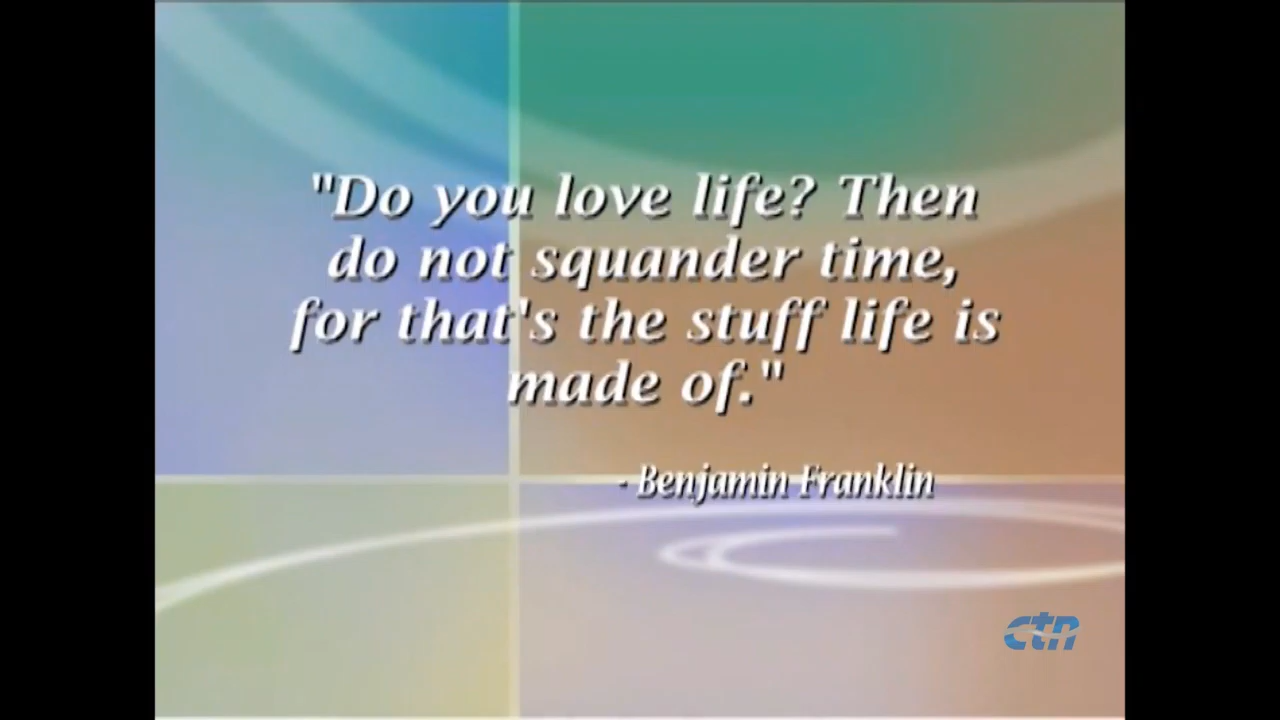 "Do you love life? Then
do not squander time,
for that's the stuff life is
made of."
- Benjamin Franklin
ctn